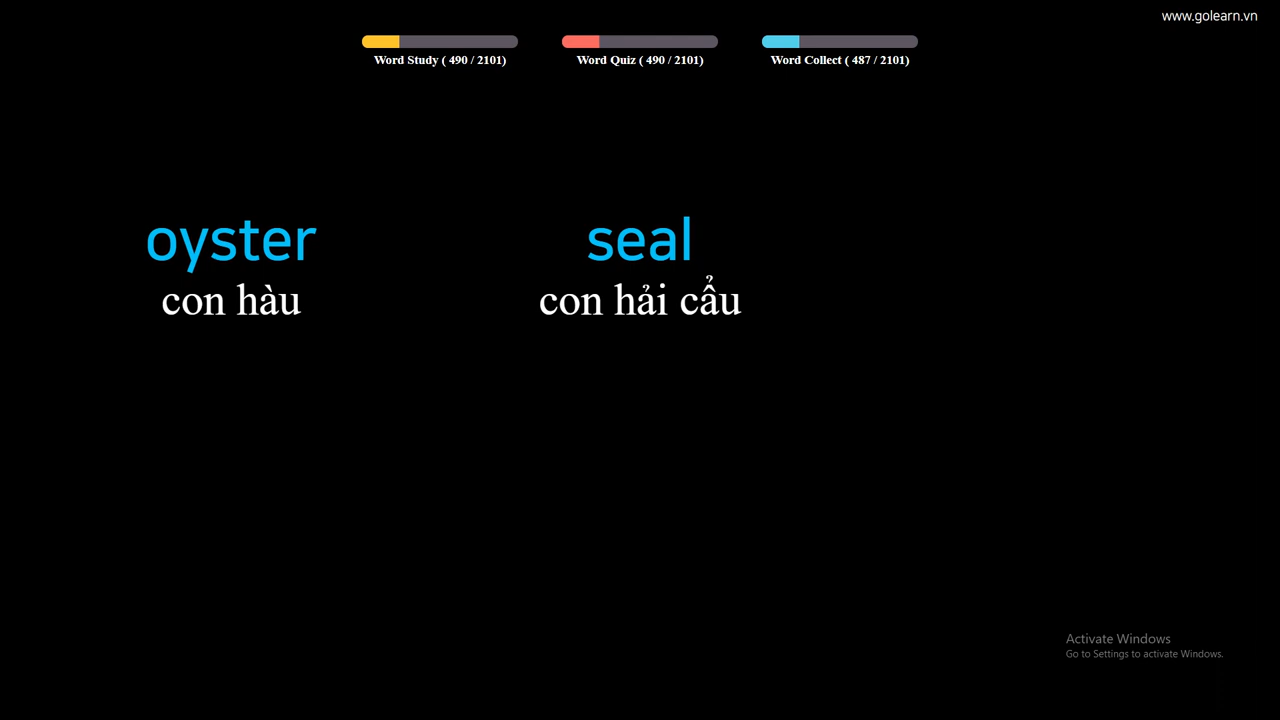 www.golearn.vn
Word Study ( 490 / 2101)
Word Quiz ( 490 / 2101)
Word Collect ( 487 / 2101)
oyster
con hàu
seal
con hải cẩu
Activate Windows
Go to Settings to activate Windows.